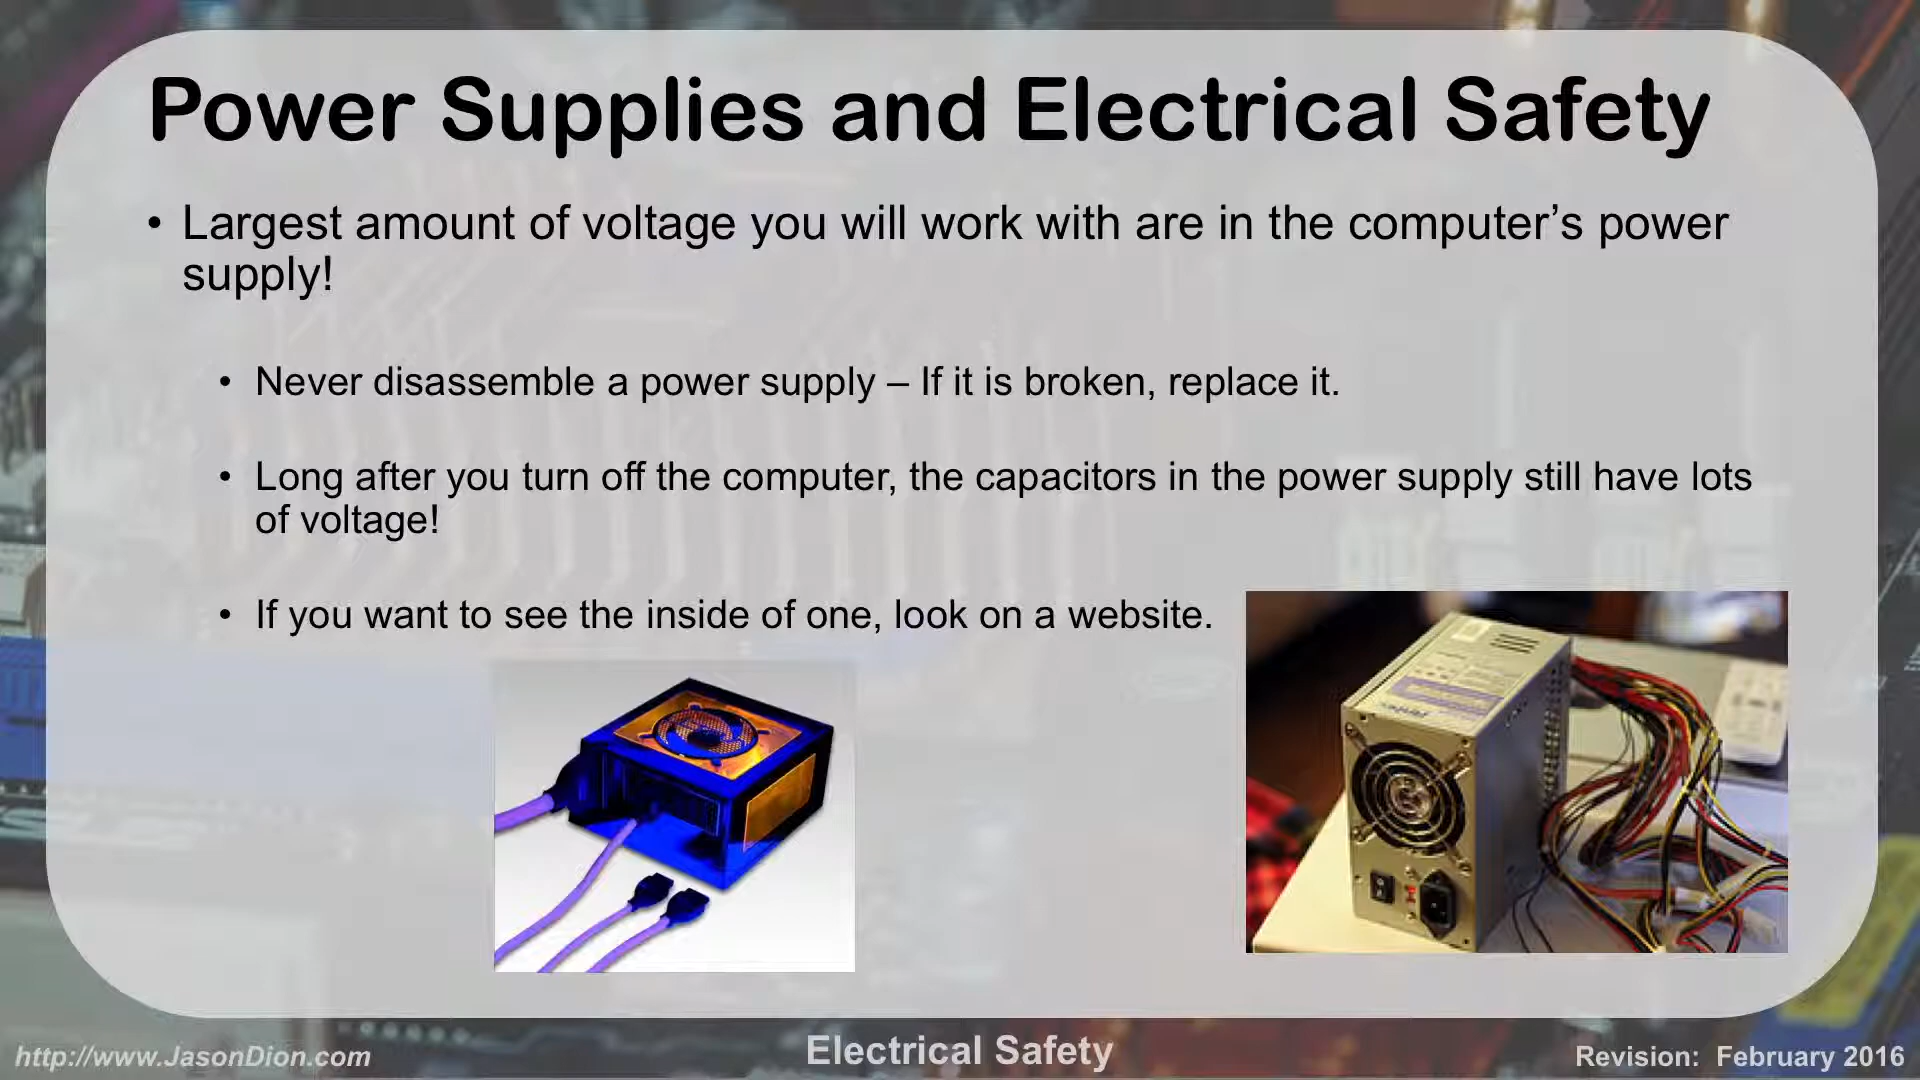 Power Supplies and Electrical Safety
• Largest amount of voltage you will work with are in the computer’s power
supply!
• Never disassemble a power supply – If it is broken, replace it.
• Long after you turn off the computer, the capacitors in the power supply still have lots
of voltage!
• If you want to see the inside of one, look on a website.
http://www.JasonDion.com
Electrical Safety
Revision: February 2016